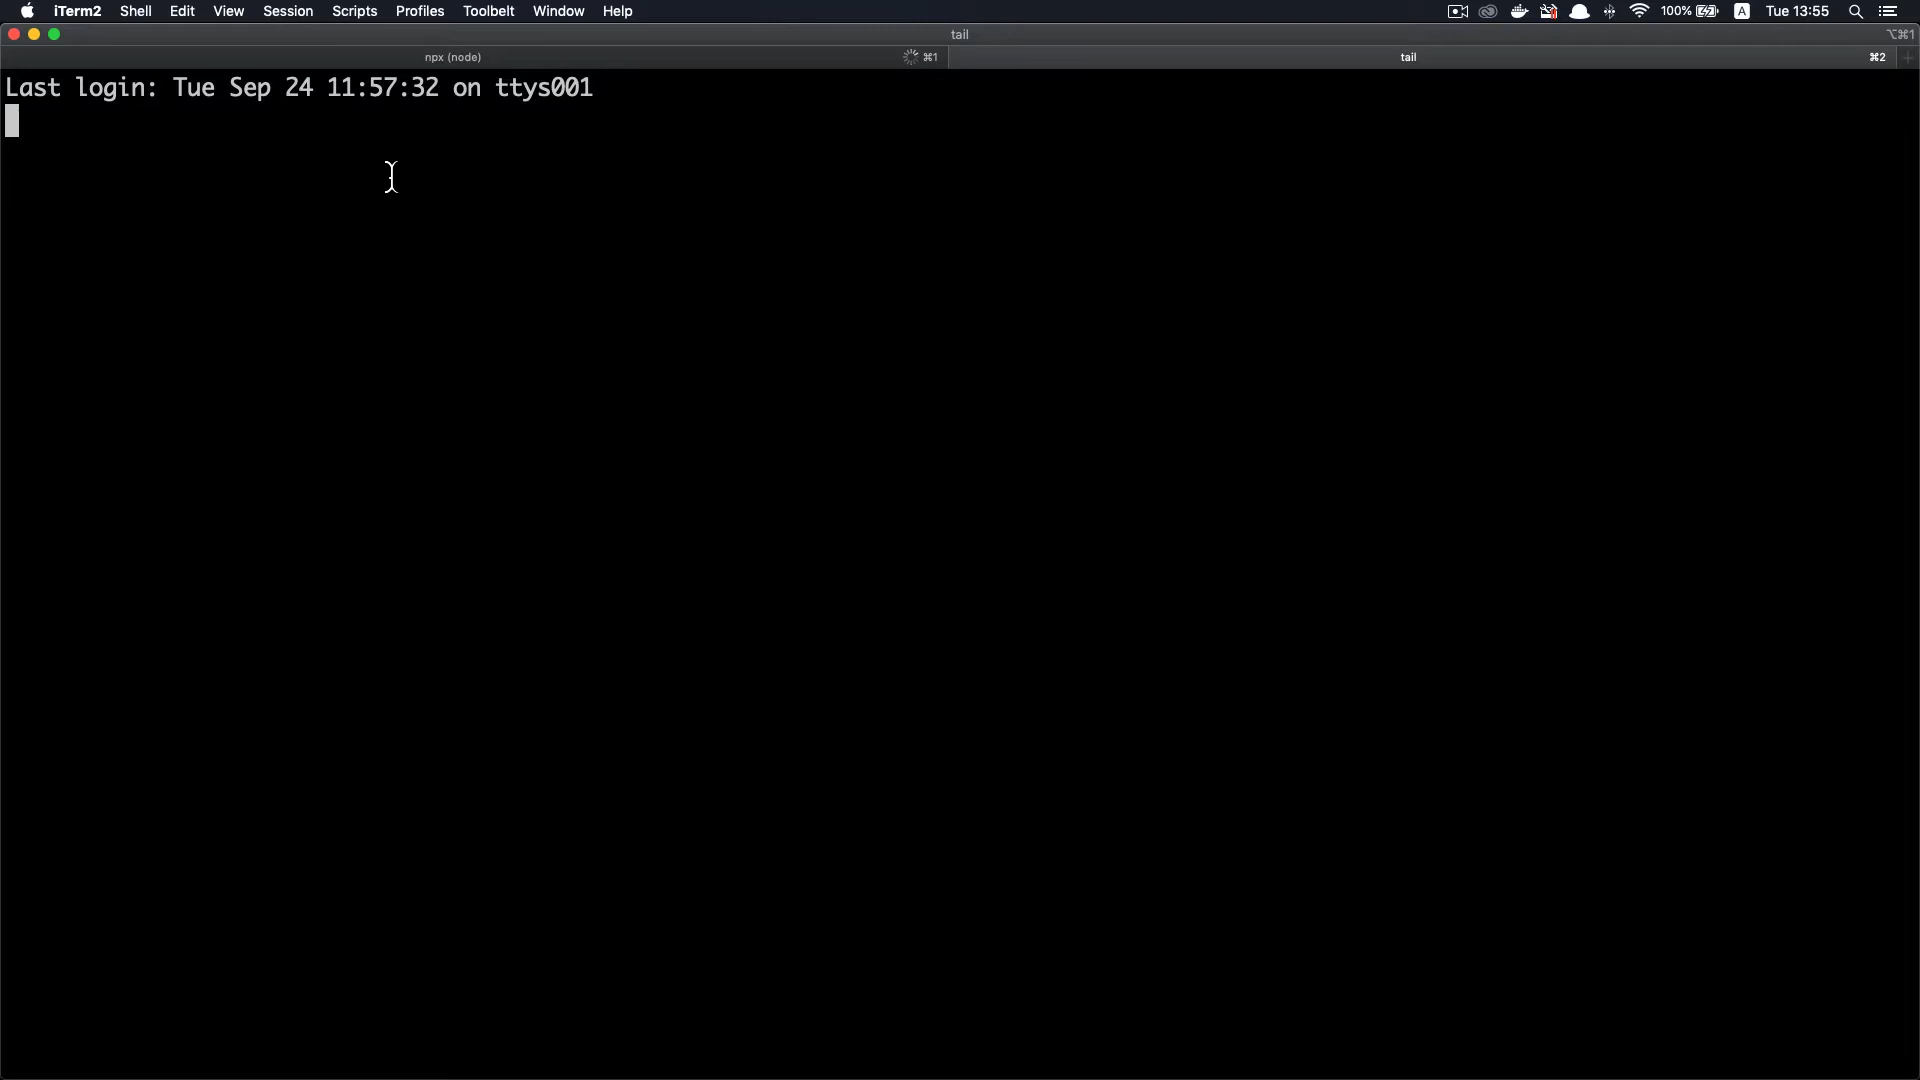 iTerm2 Shell Edit View Session Scripts Profiles Toolbelt Window Help 100% A Tue 13:55
tail ⌥⌘1
npx (node) ⌘1 tail ⌘2
Last login: Tue Sep 24 11:57:32 on ttys001